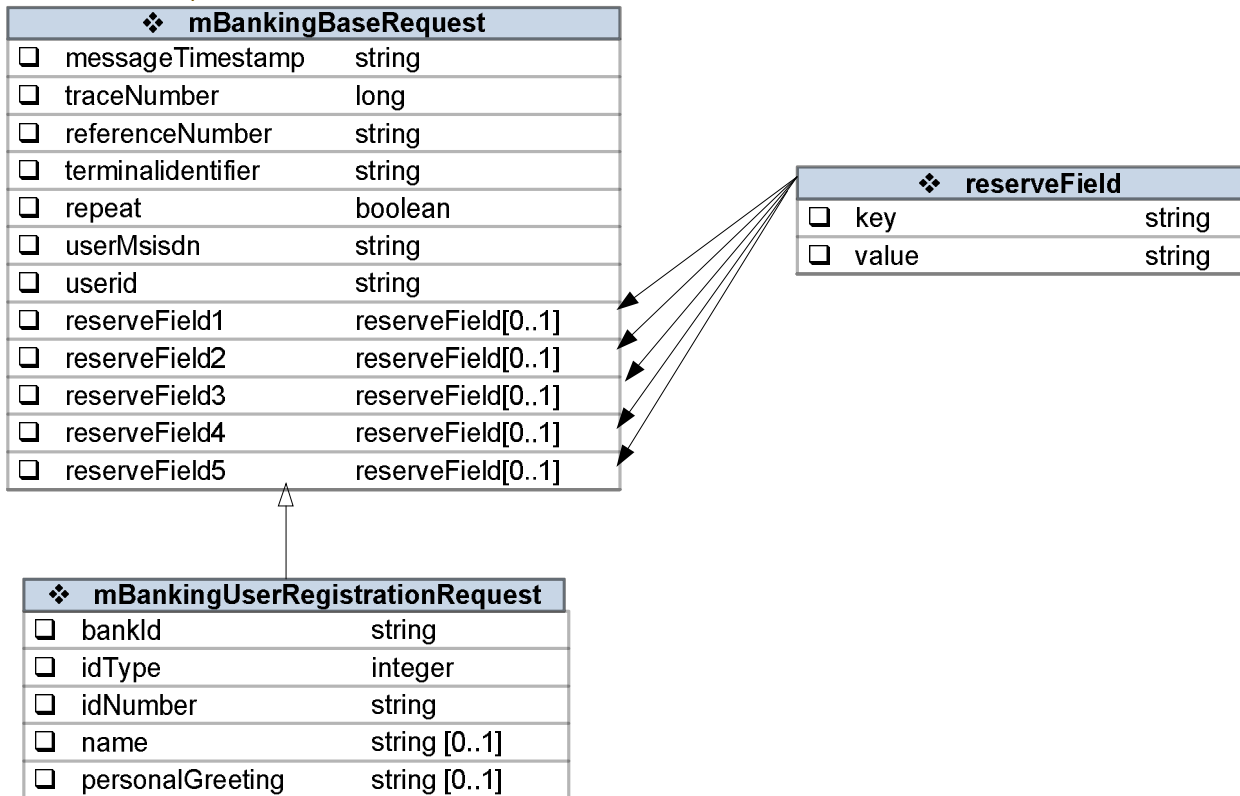 ❖ mBankingBaseRequest
❑ messageTimestamp string
❑ traceNumber long
❑ referenceNumber string
❑ terminalidentifier string
❑ repeat boolean
❑ userMsisdn string
❑ userid string
❑ reserveField1 reserveField[0..1]
❑ reserveField2 reserveField[0..1]
❑ reserveField3 reserveField[0..1]
❑ reserveField4 reserveField[0..1]
❑ reserveField5 reserveField[0..1]
❖ reserveField
❑ key string
❑ value string
❖ mBankingUserRegistrationRequest
❑ bankId string
❑ idType integer
❑ idNumber string
❑ name string [0..1]
❑ personalGreeting string [0..1]